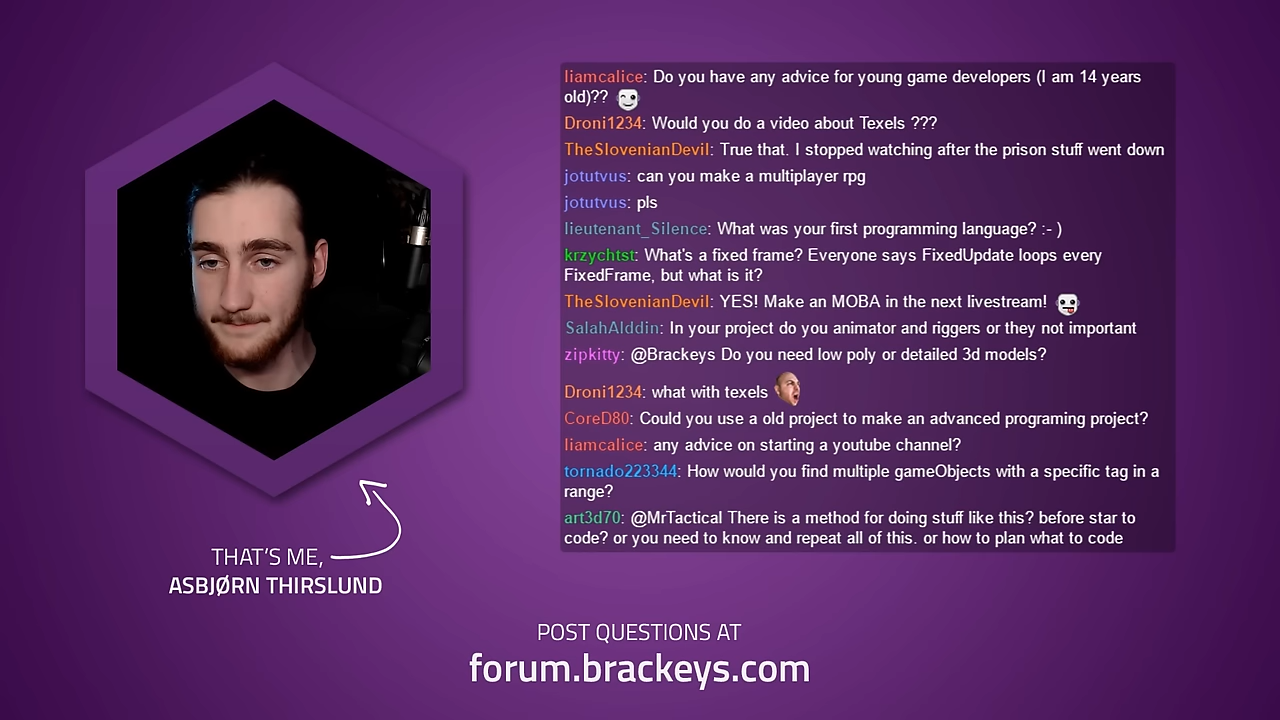 liamcalice: Do you have any advice for young game developers (I am 14 years
old)??
Droni1234: Would you do a video about Texels ???
TheSlovenianDevil: True that. I stopped watching after the prison stuff went down
jotutvus: can you make a multiplayer rpg
jotutvus: pls
lieutenant_Silence: What was your first programming language? :- )
krzychtst: What's a fixed frame? Everyone says FixedUpdate loops every
FixedFrame, but what is it?
TheSlovenianDevil: YES! Make an MOBA in the next livestream!
SalahAlddin: In your project do you animator and riggers or they not important
zipkitty: @Brackeys Do you need low poly or detailed 3d models?
Droni1234: what with texels
CoreD80: Could you use a old project to make an advanced programing project?
liamcalice: any advice on starting a youtube channel?
tornado223344: How would you find multiple gameObjects with a specific tag in a
range?
art3d70: @MrTactical There is a method for doing stuff like this? before star to
code? or you need to know and repeat all of this. or how to plan what to code
THAT'S ME,
ASBJØRN THIRSLUND
POST QUESTIONS AT
forum.brackeys.com